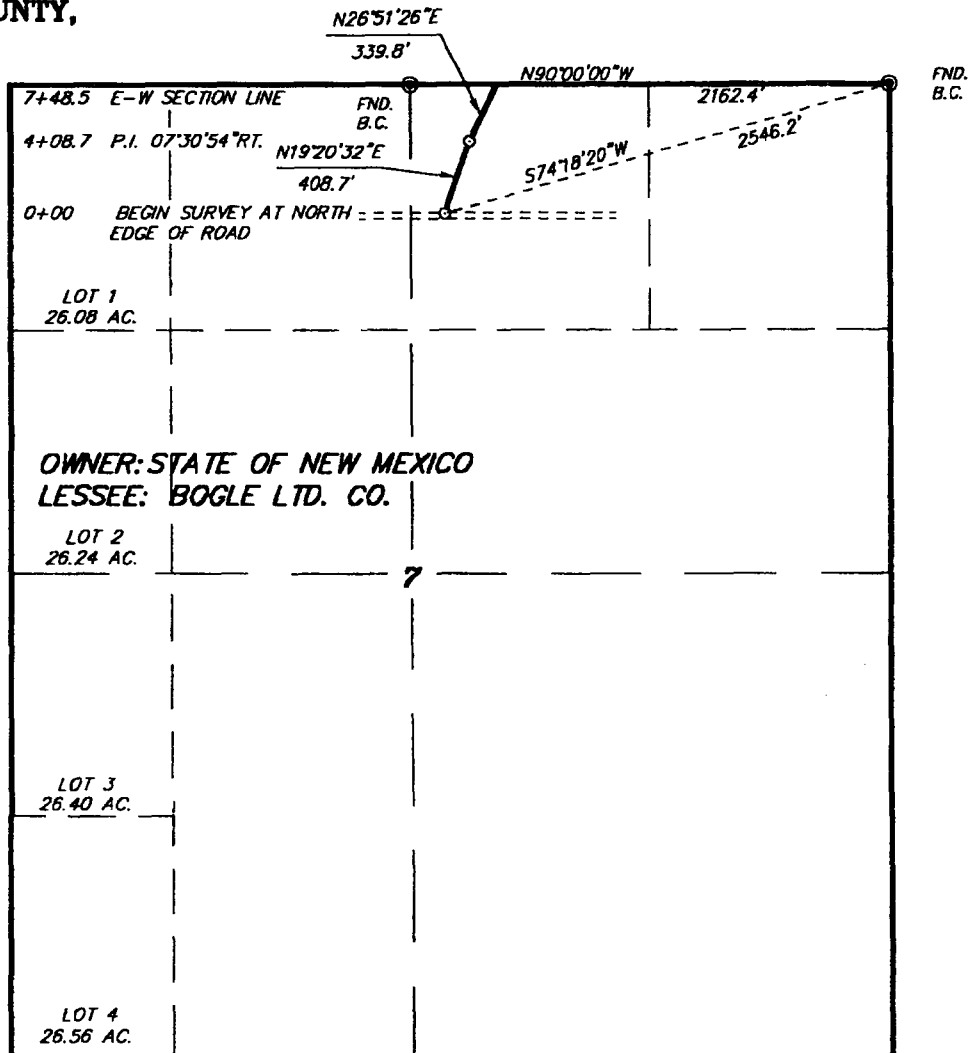 UNTY,
N26°51'26"E
339.8'
N90°00'00"W
2162.4'
FND.
B.C.
7+48.5 E-W SECTION LINE
FND.
B.C.
4+08.7 P.I. 07°30'54"RT.
N19°20'32"E
408.7'
S74°18'20"W
2546.2'
0+00 BEGIN SURVEY AT NORTH
EDGE OF ROAD
LOT 1
26.08 AC.
OWNER: STATE OF NEW MEXICO
LESSEE: BOGLE LTD. CO.
LOT 2
26.24 AC.
7
LOT 3
26.40 AC.
LOT 4
26.56 AC.